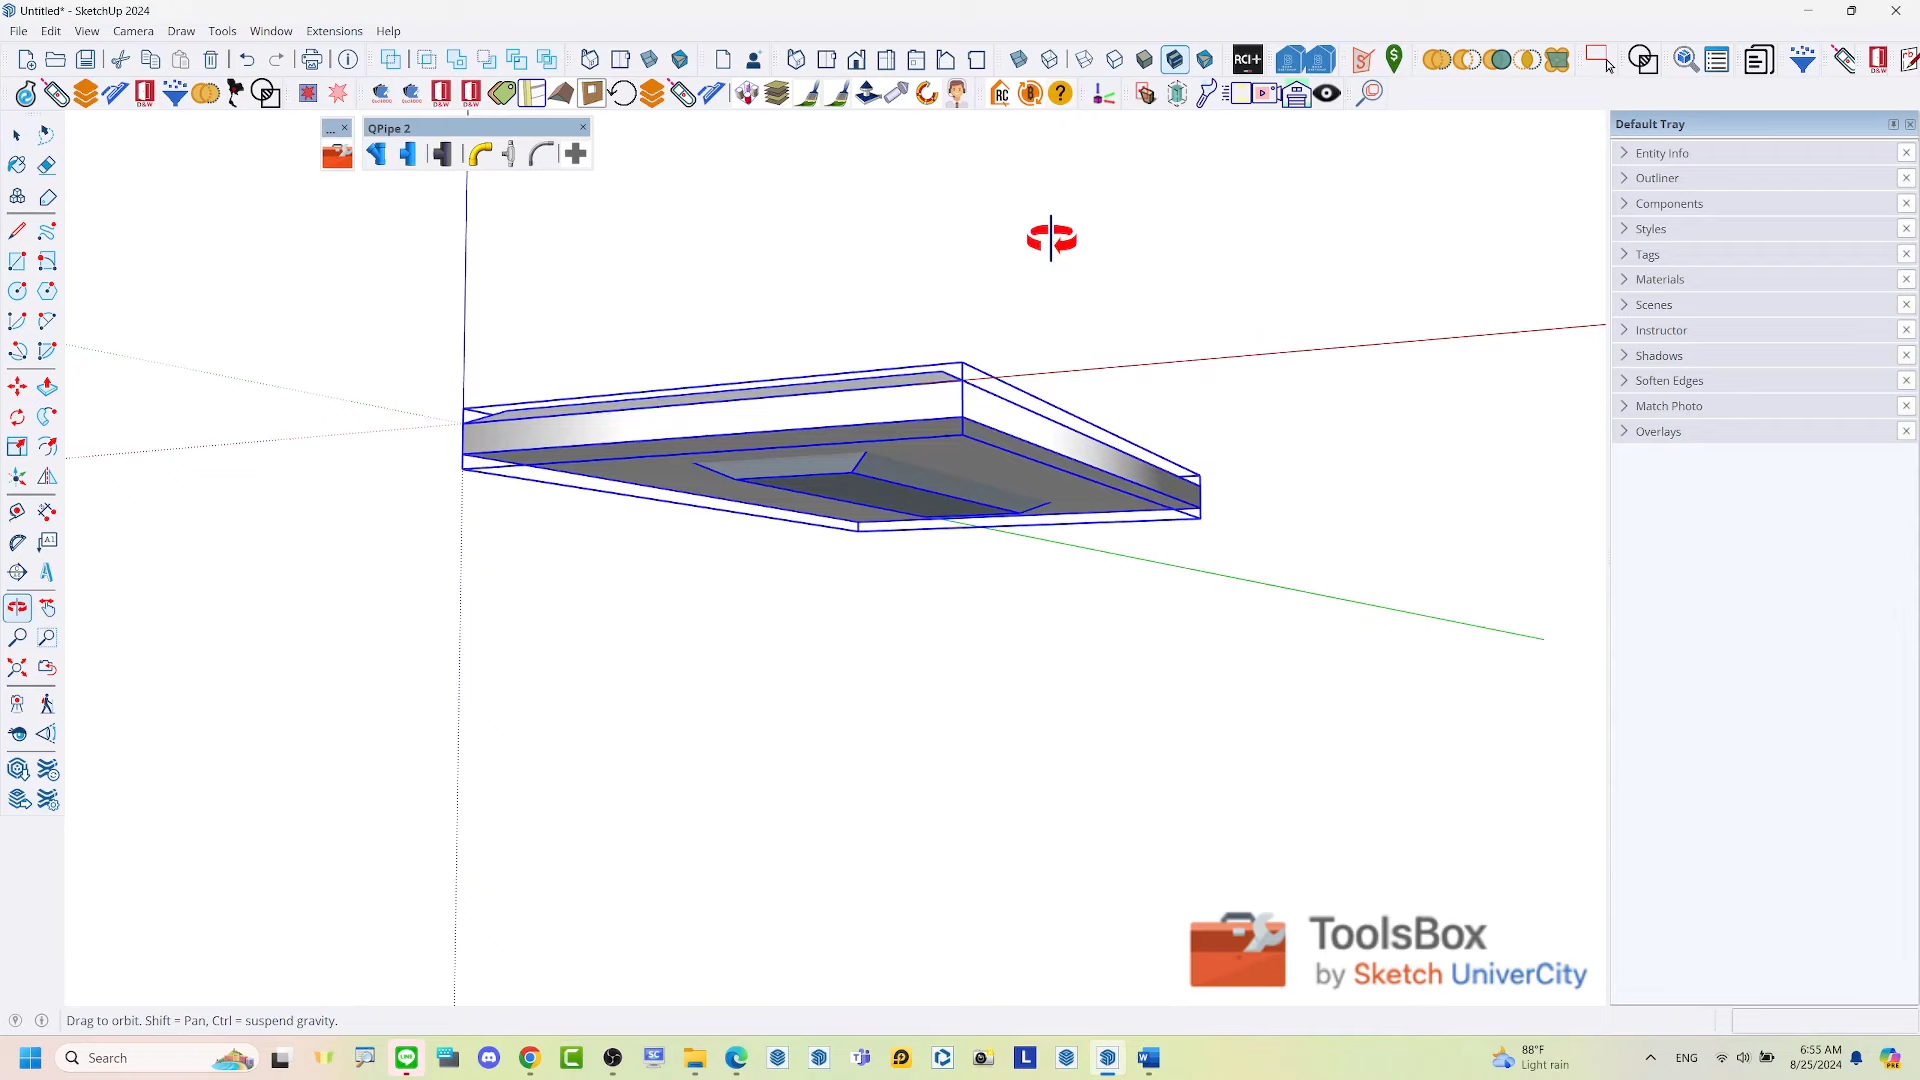 Untitled* - SketchUp 2024
File Edit View Camera Draw Tools Window Extensions Help
RCI+
D&W
D&W D&W
RC
...
QPipe 2
Default Tray
Entity Info
Outliner
Components
Styles
Tags
Materials
Scenes
Instructor
Shadows
Soften Edges
Match Photo
Overlays
ToolsBox
by Sketch UniverCity
Drag to orbit. Shift = Pan, Ctrl = suspend gravity.
Search
88°F
Light rain
ENG
6:55 AM
8/25/2024